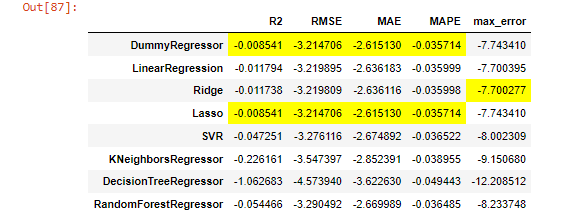 Out[87]:
R2 RMSE MAE MAPE max_error
DummyRegressor -0.008541 -3.214706 -2.615130 -0.035714 -7.743410
LinearRegression -0.011794 -3.219895 -2.636183 -0.035999 -7.700395
Ridge -0.011738 -3.219809 -2.636116 -0.035998 -7.700277
Lasso -0.008541 -3.214706 -2.615130 -0.035714 -7.743410
SVR -0.047251 -3.276116 -2.674892 -0.036522 -8.002309
KNeighborsRegressor -0.226161 -3.547397 -2.852391 -0.038955 -9.150680
DecisionTreeRegressor -1.062683 -4.573940 -3.622630 -0.049443 -12.208512
RandomForestRegressor -0.054466 -3.290492 -2.669989 -0.036485 -8.233748